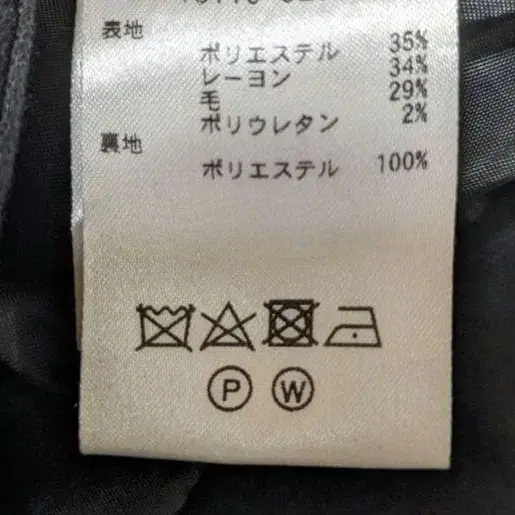 表地
ポリエステル 35%
レーヨン 34%
毛 29%
ポリウレタン 2%
裏地
ポリエステル 100%
P W